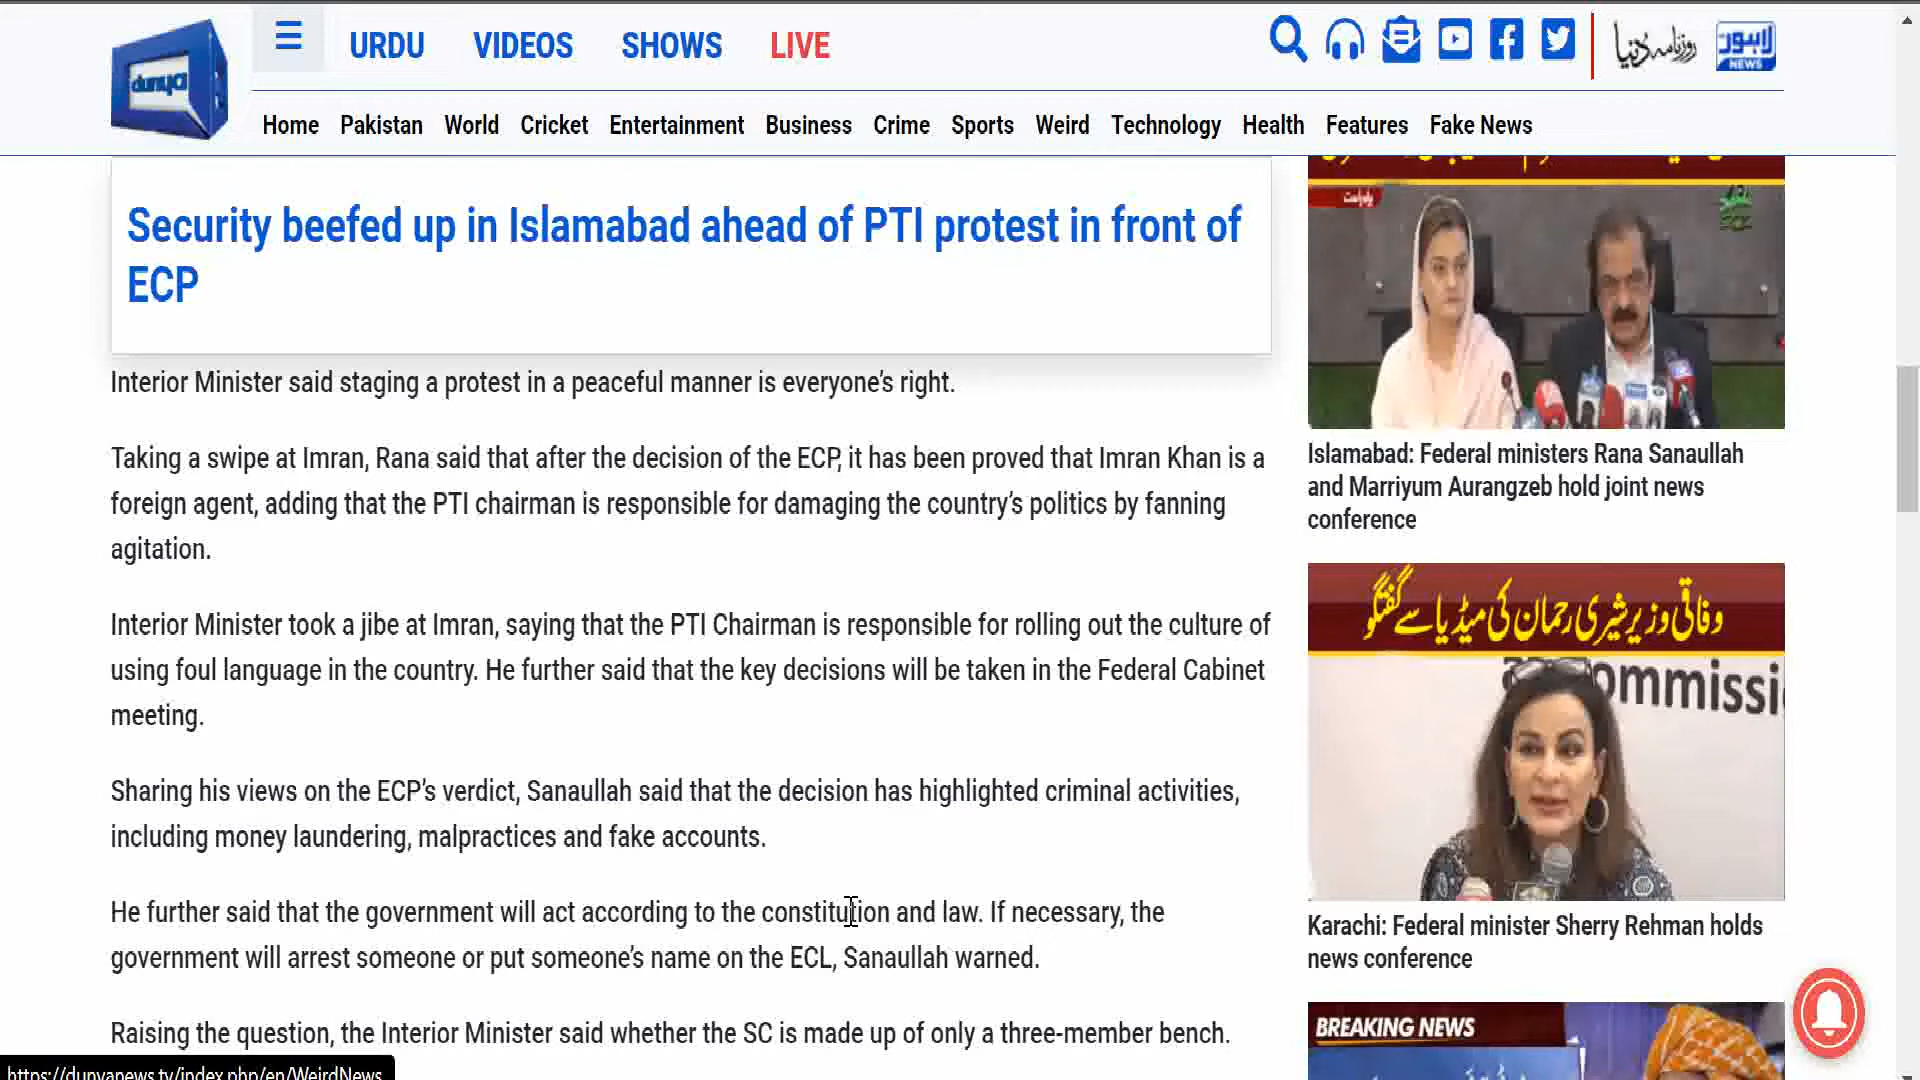 dunya
URDU VIDEOS SHOWS LIVE
روزنامہ دنیا
لاہور
NEWS
Home Pakistan World Cricket Entertainment Business Crime Sports Weird Technology Health Features Fake News
Security beefed up in Islamabad ahead of PTI protest in front of
ECP
Interior Minister said staging a protest in a peaceful manner is everyone’s right.
Taking a swipe at Imran, Rana said that after the decision of the ECP, it has been proved that Imran Khan is a
foreign agent, adding that the PTI chairman is responsible for damaging the country’s politics by fanning
agitation.
Interior Minister took a jibe at Imran, saying that the PTI Chairman is responsible for rolling out the culture of
using foul language in the country. He further said that the key decisions will be taken in the Federal Cabinet
meeting.
Sharing his views on the ECP’s verdict, Sanaullah said that the decision has highlighted criminal activities,
including money laundering, malpractices and fake accounts.
He further said that the government will act according to the constitution and law. If necessary, the
government will arrest someone or put someone’s name on the ECL, Sanaullah warned.
Raising the question, the Interior Minister said whether the SC is made up of only a three-member bench.
براہ راست
Islamabad: Federal ministers Rana Sanaullah
and Marriyum Aurangzeb hold joint news
conference
وفاقی وزیر شیری رحمان کی میڈیا سے گفتگو
ommissi
Karachi: Federal minister Sherry Rehman holds
news conference
BREAKING NEWS
https://dunyanews.tv/index.php/en/WeirdNews